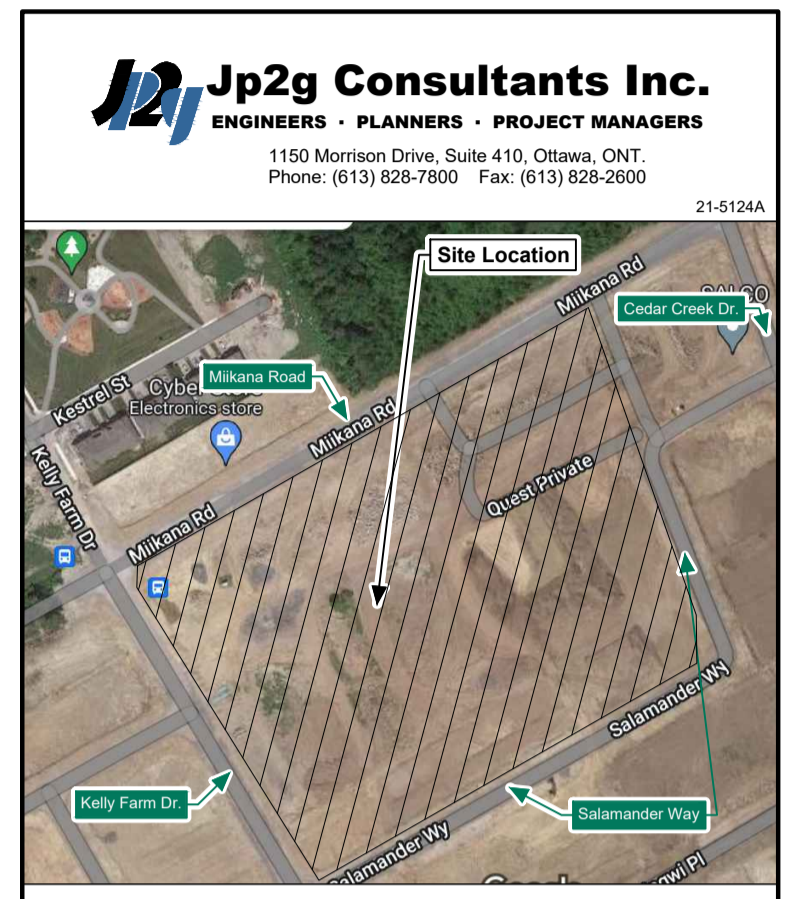 Jp2g
Jp2g Consultants Inc.
ENGINEERS · PLANNERS · PROJECT MANAGERS
1150 Morrison Drive, Suite 410, Ottawa, ONT.
Phone: (613) 828-7800 Fax: (613) 828-2600
21-5124A
Site Location
Miikana Rd
Cedar Creek Dr.
Miikana Road
Kestrel St
Electronics store
Miikana Rd
Kelly Farm Dr
Quest Private
Miikana Rd
Salamander Wy
Kelly Farm Dr.
Salamander Way
Salamander Wy